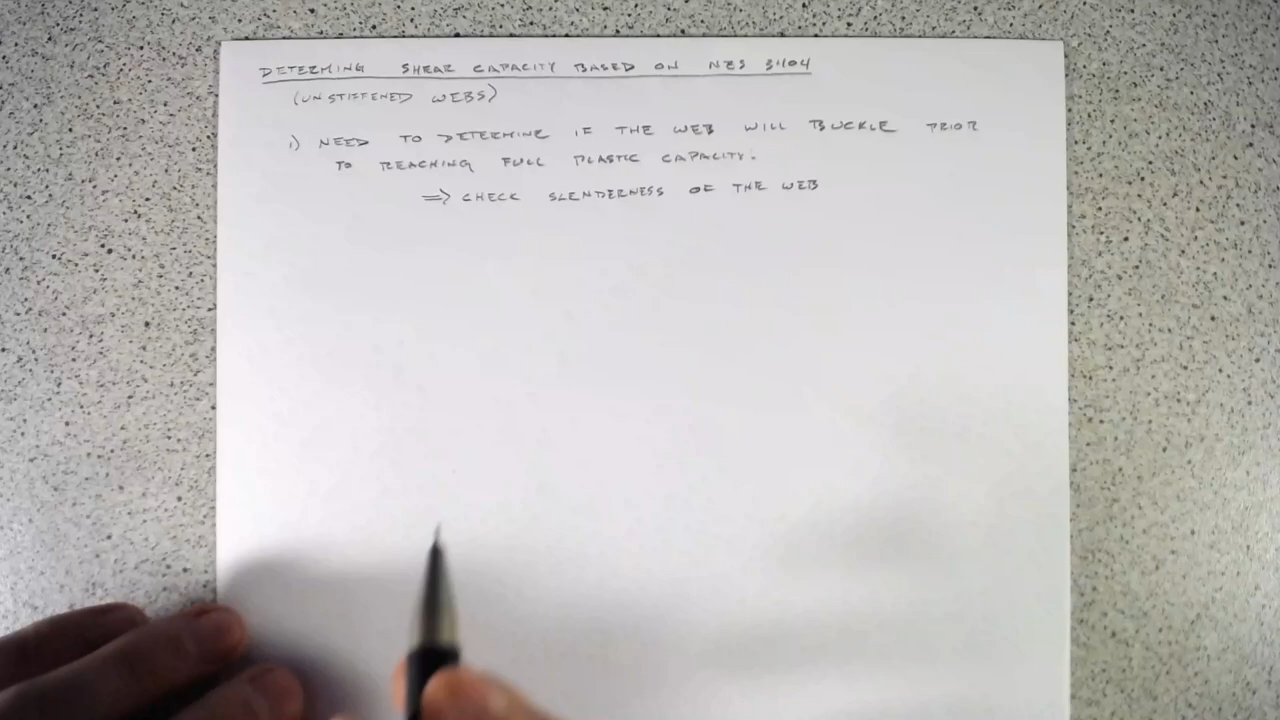 DETERMING SHEAR CAPACITY BASED ON NZS 3404
(UNSTIFFENED WEBS)
1) NEED TO DETERMINE IF THE WEB WILL BUCKLE PRIOR
TO REACHING FULL PLASTIC CAPACITY.
⇒ CHECK SLENDERNESS OF THE WEB